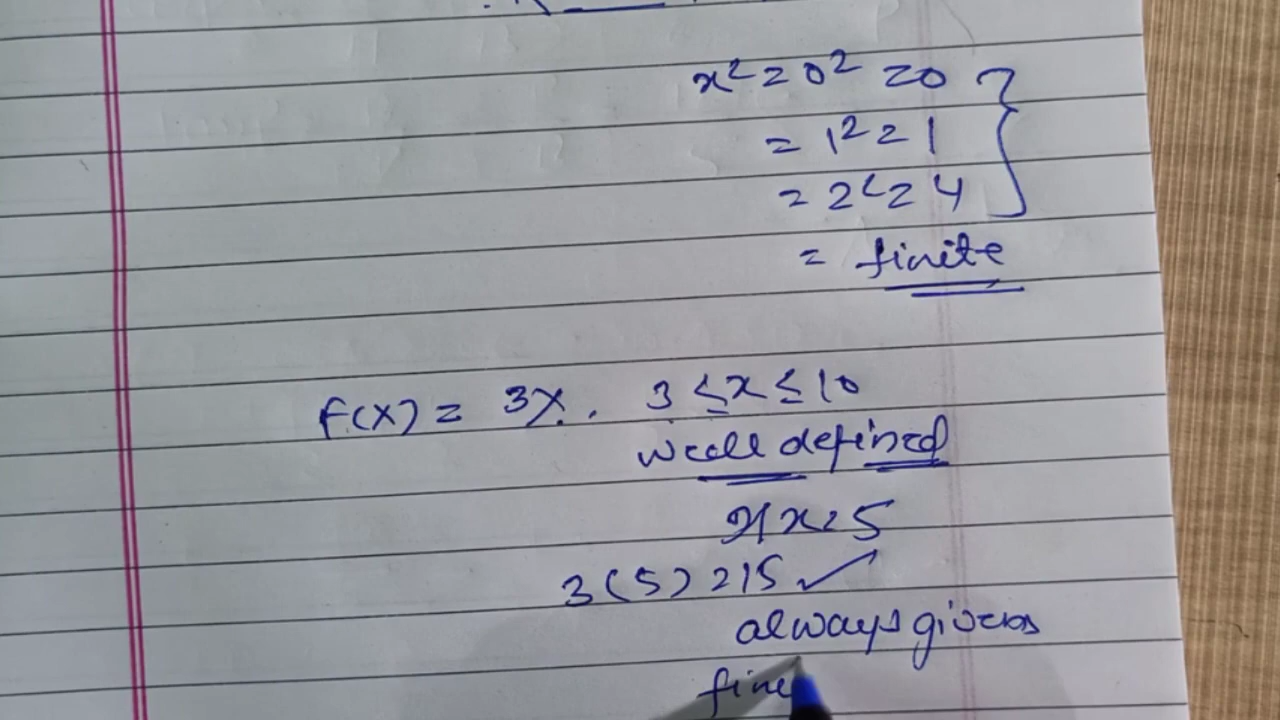 x² = 0² = 0
= 1² = 1
= 2² = 4
= finite
f(x) = 3x. 3 ≤ x ≤ 10
well defined
x = 5
3(5) = 15 ✓
always gives
fine